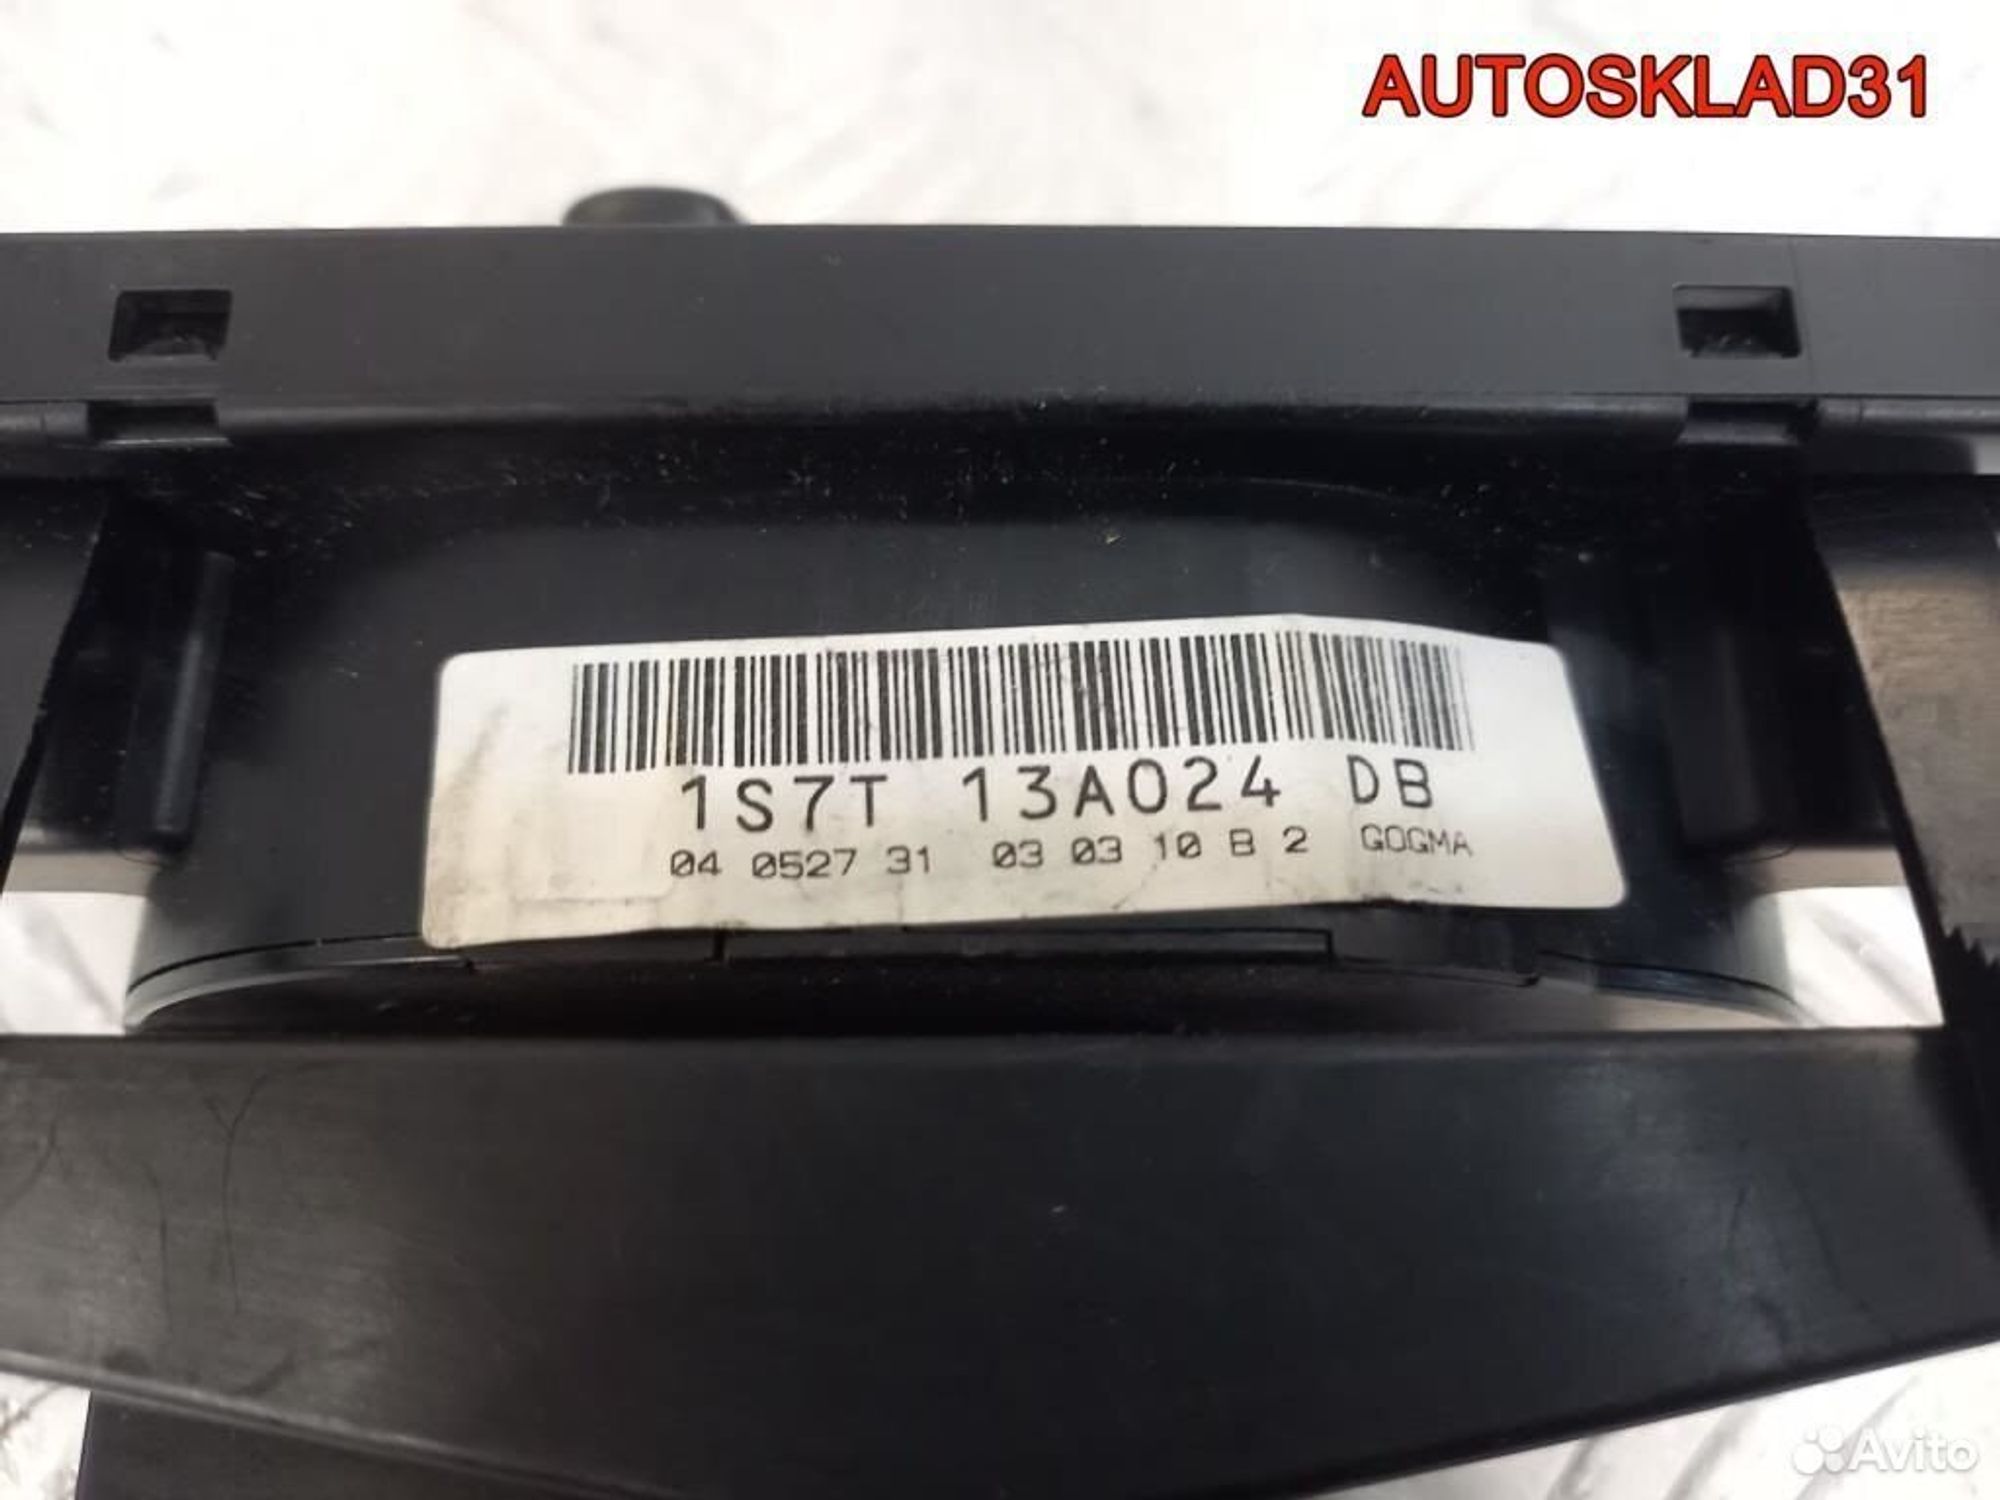 AUTOSKLAD31
1S7T 13A024 DB
04 0527 31 03 03 10 B 2 GOGMA
Avito